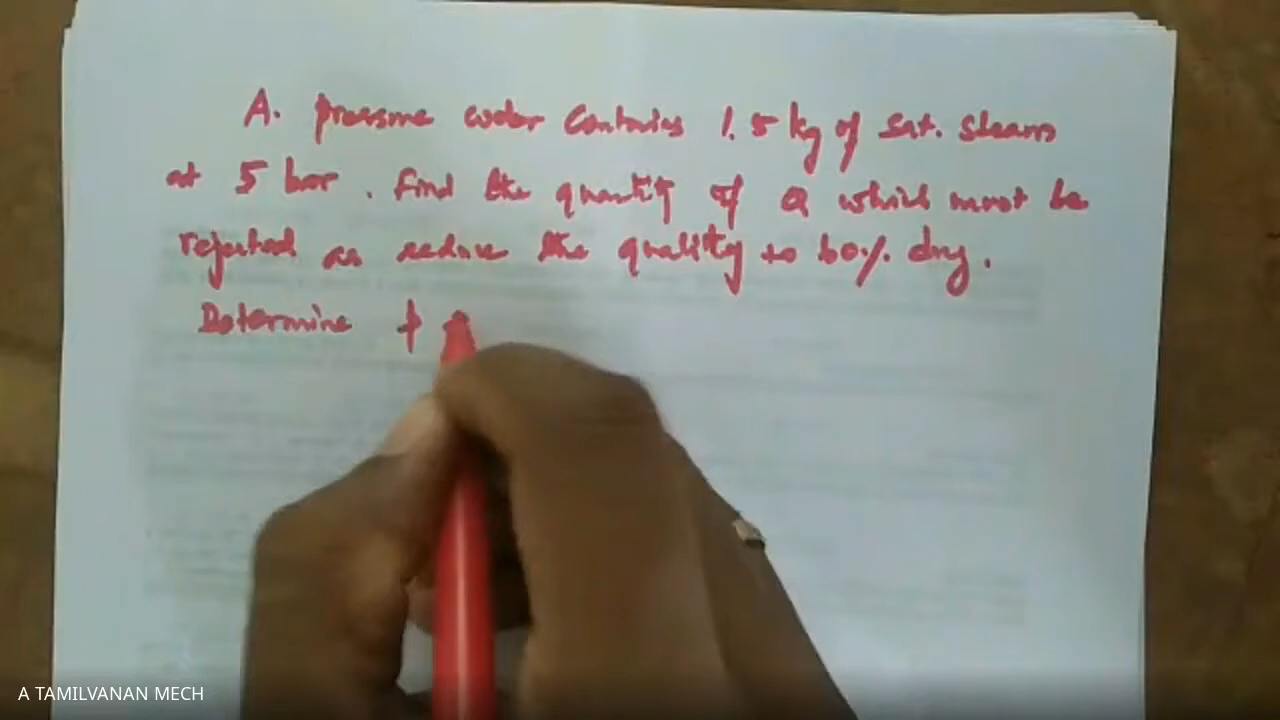 A. pressure cooker Contains 1.5 kg of sat. steam
at 5 bar. Find the quantity of Q which must be
rejected as reduce the quality to 60% dry.
Determine p
A TAMILVANAN MECH